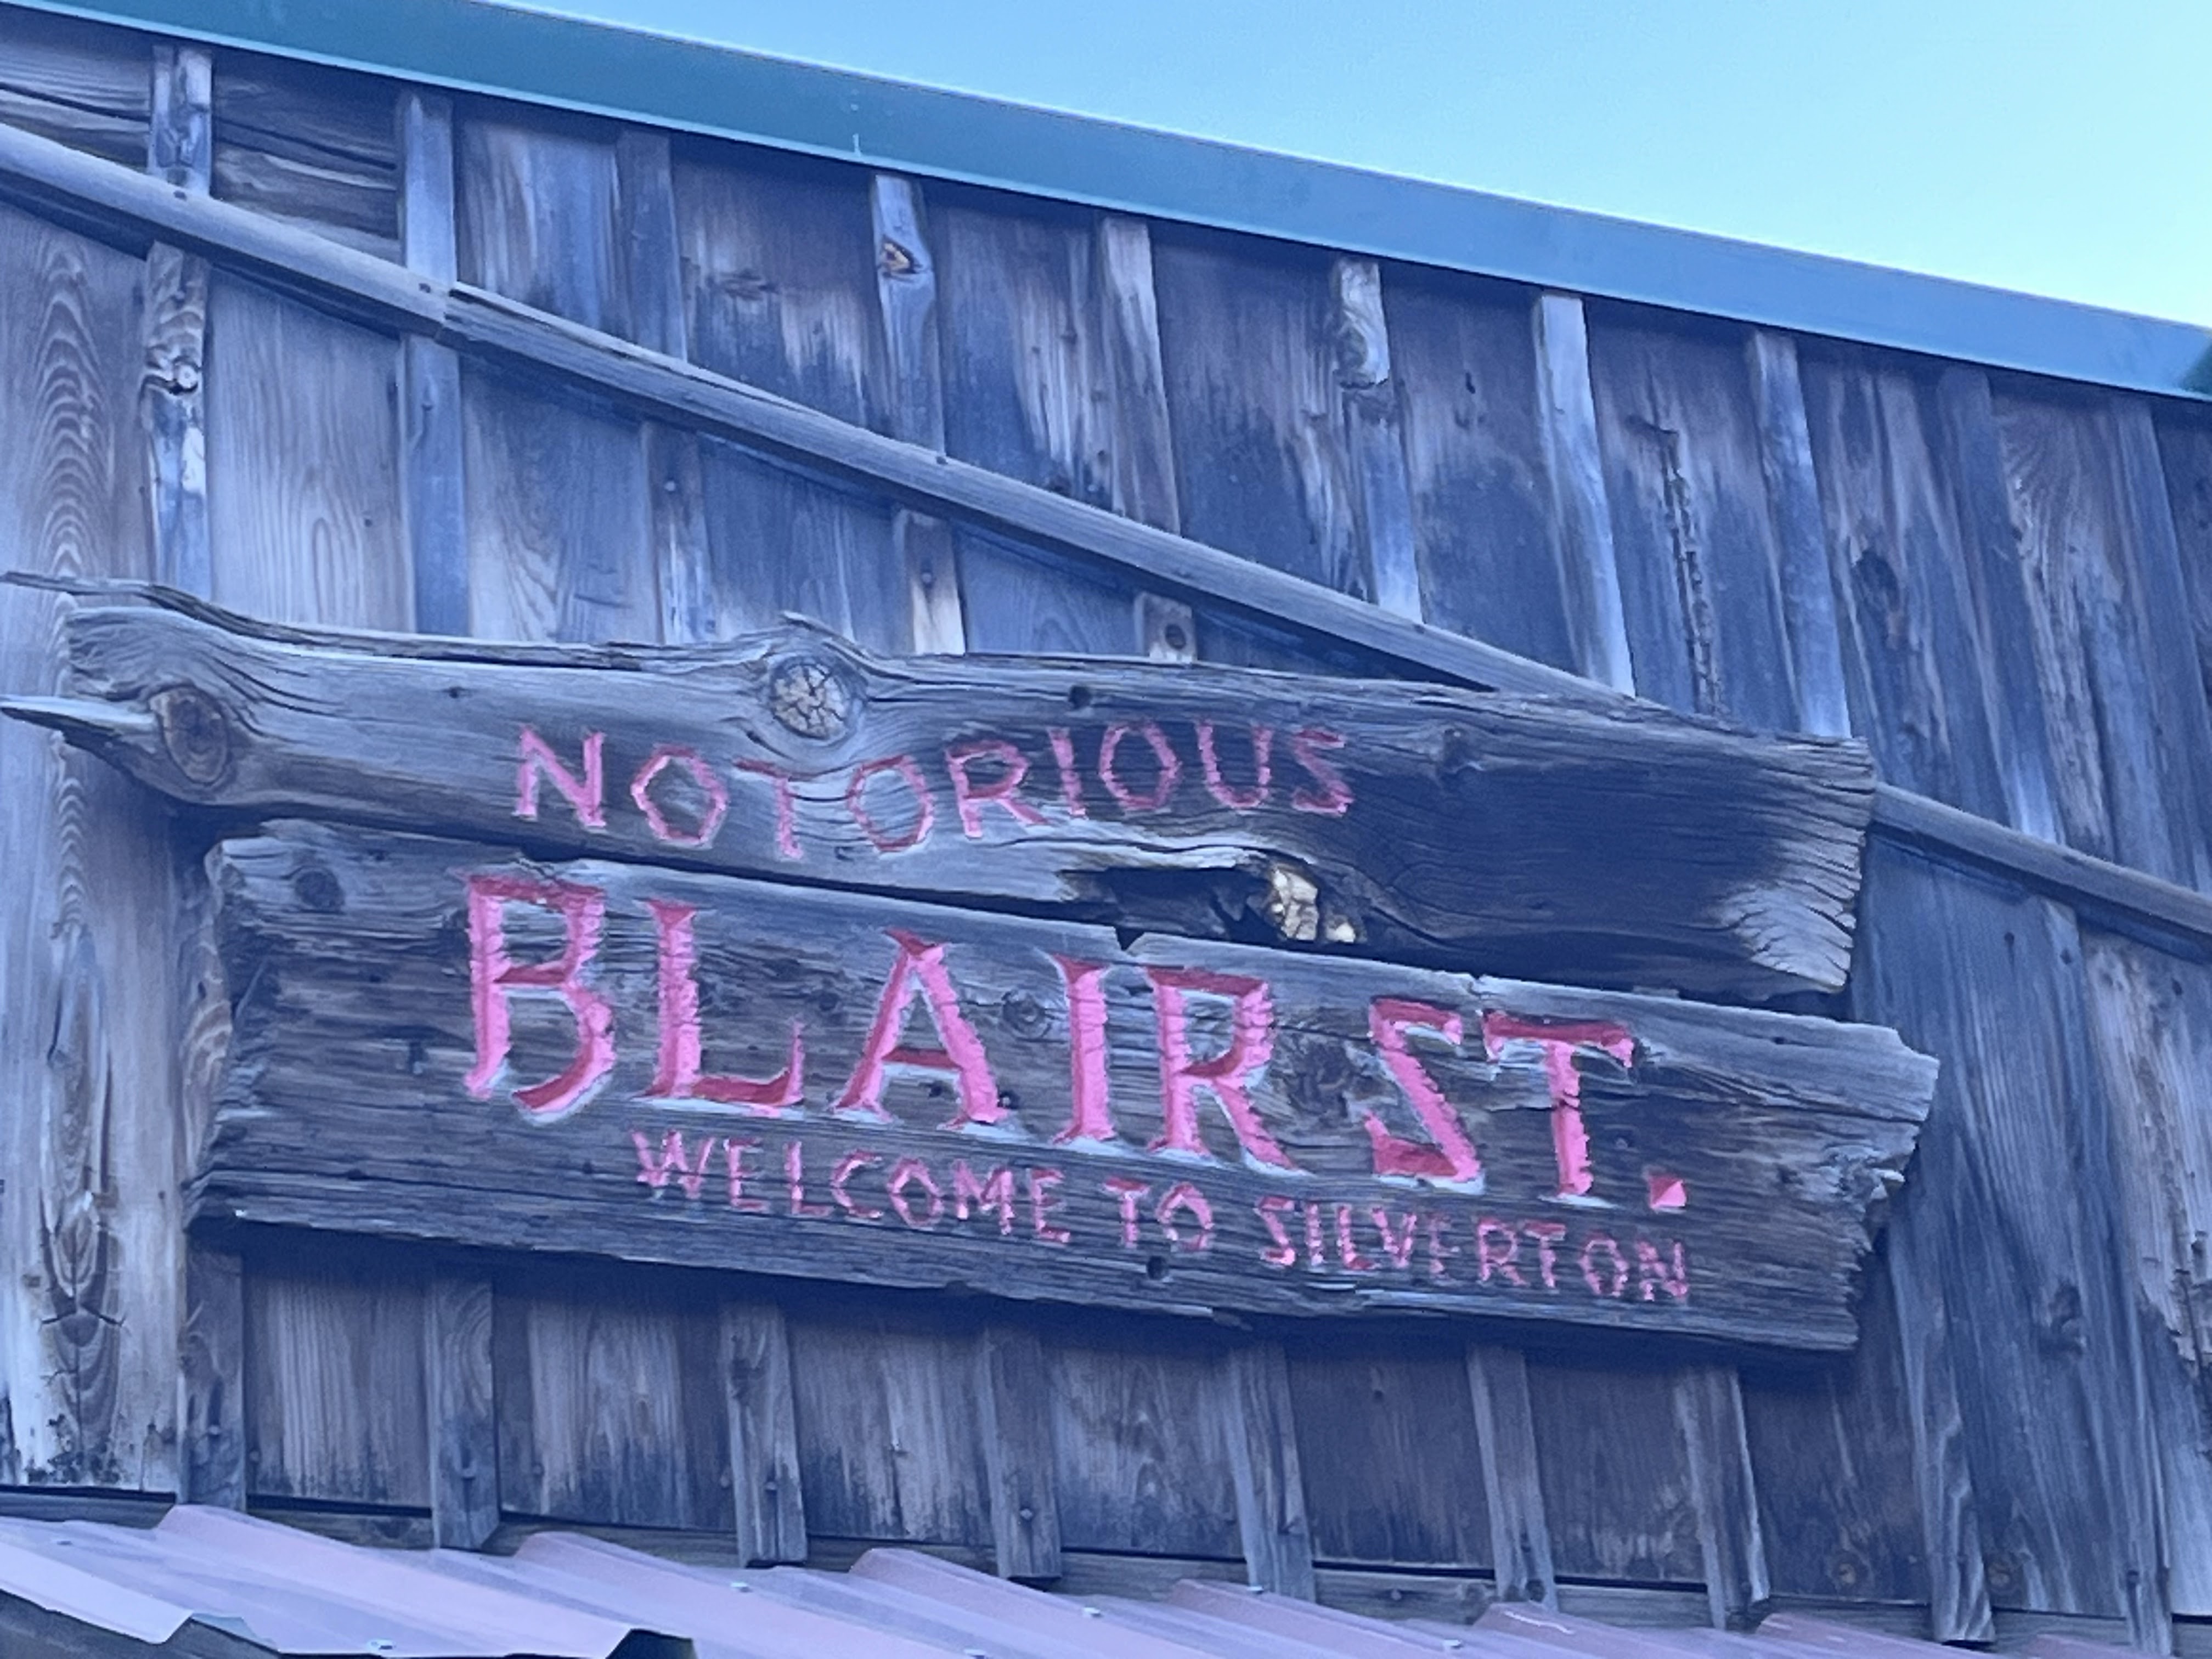 NOTORIOUS
BLAIR ST.
WELCOME TO SILVERTON